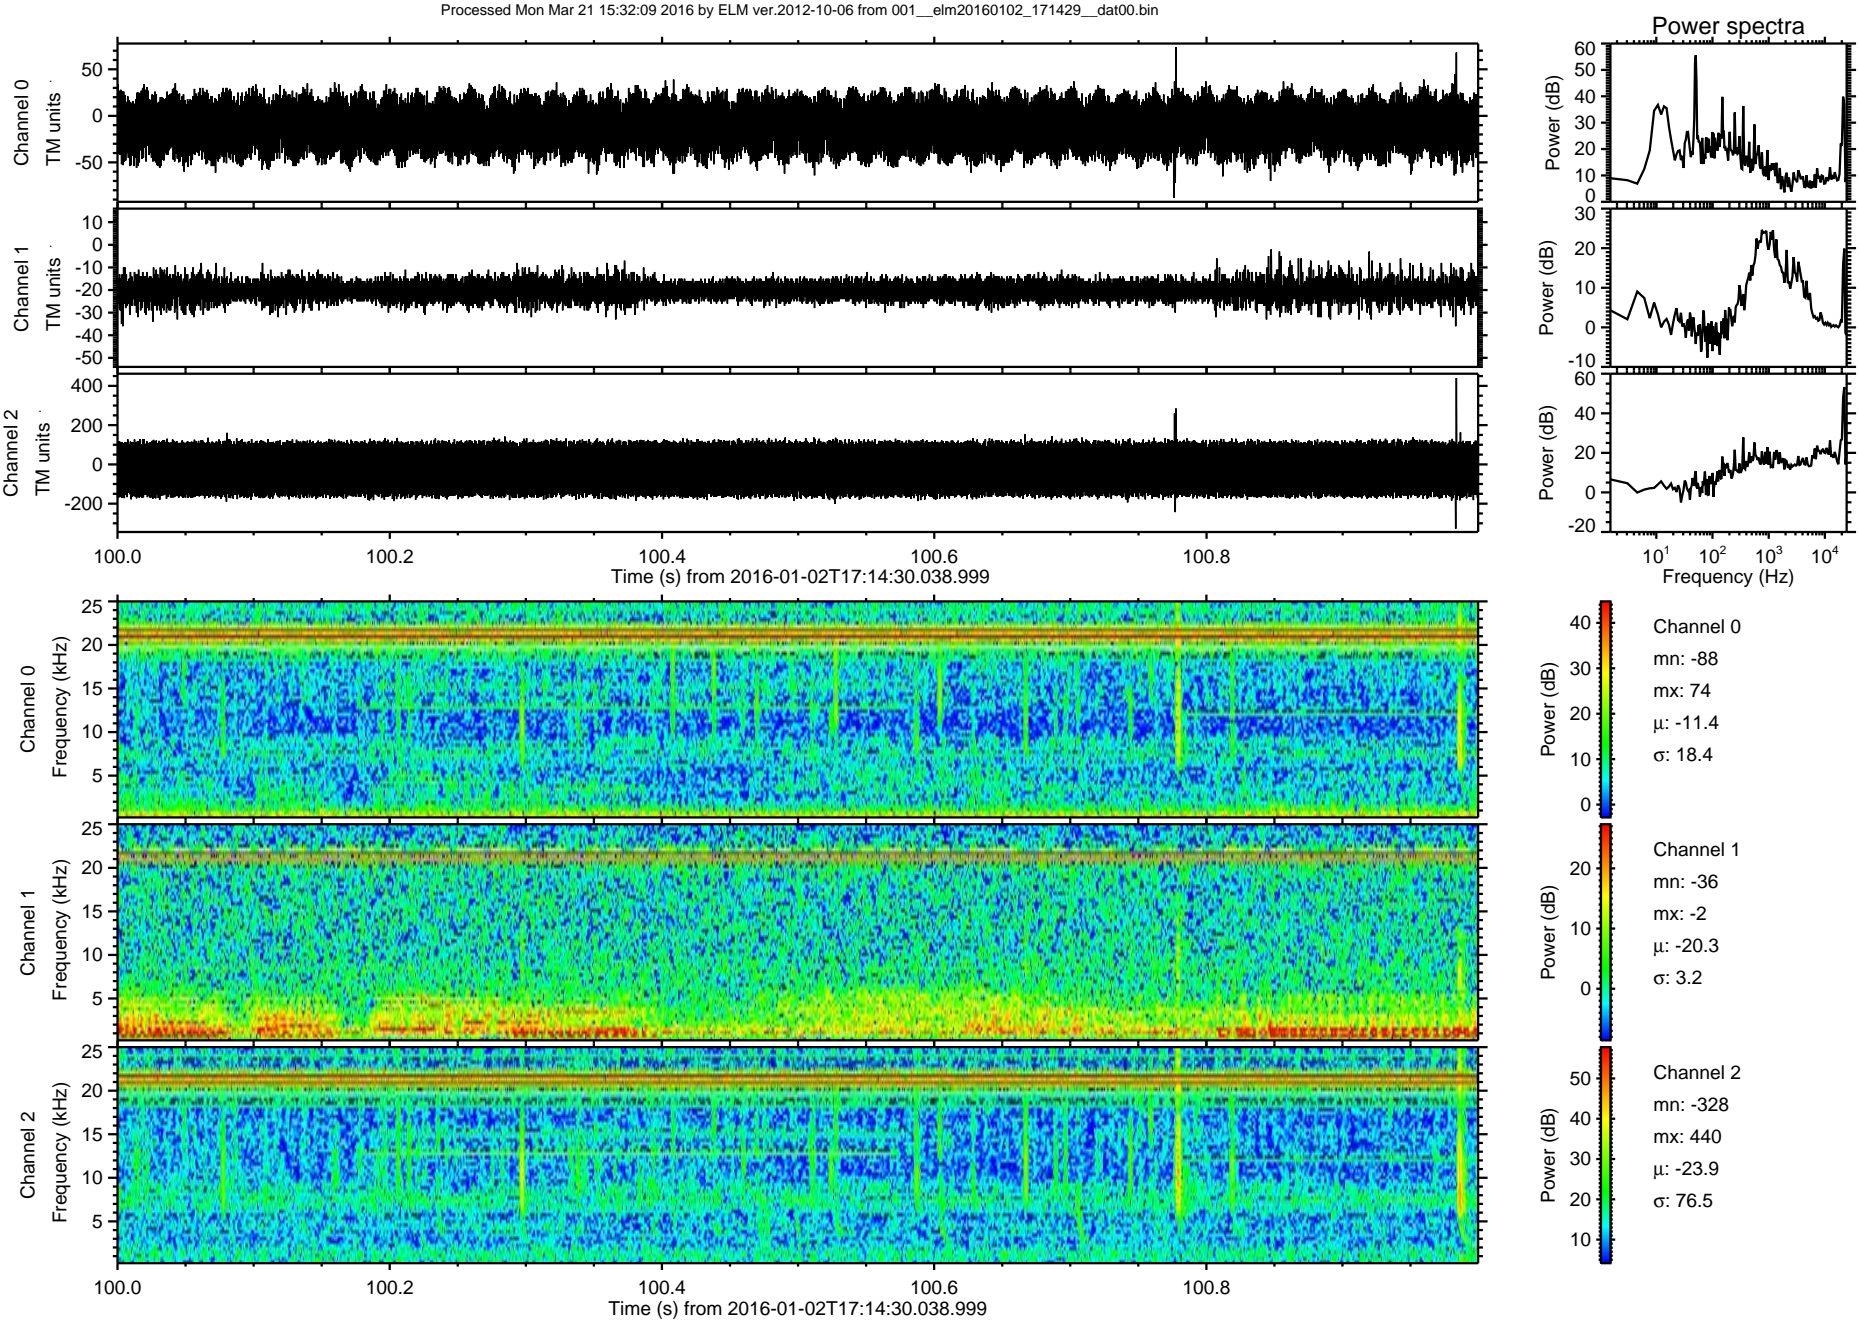 Processed Mon Mar 21 15:32:09 2016 by ELM ver.2012-10-06 from 001__elm20160102_171429__dat00.bin
Power spectra
Channel 0
TM units
50
0
-50
Power (dB)
60
50
40
30
20
10
0
Channel 1
TM units
10
0
-10
-20
-30
-40
-50
Power (dB)
30
20
10
0
-10
Channel 2
TM units
400
200
0
-200
Power (dB)
60
40
20
0
-20
100.0 100.2 100.4 100.6 100.8
Time (s) from 2016-01-02T17:14:30.038.999
10¹ 10² 10³ 10⁴
Frequency (Hz)
Channel 0
Frequency (kHz)
25
20
15
10
5
Power (dB)
40
30
20
10
0
Channel 0
mn: -88
mx: 74
μ: -11.4
σ: 18.4
Channel 1
Frequency (kHz)
25
20
15
10
5
Power (dB)
20
10
0
Channel 1
mn: -36
mx: -2
μ: -20.3
σ: 3.2
Channel 2
Frequency (kHz)
25
20
15
10
5
Power (dB)
50
40
30
20
10
Channel 2
mn: -328
mx: 440
μ: -23.9
σ: 76.5
100.0 100.2 100.4 100.6 100.8
Time (s) from 2016-01-02T17:14:30.038.999